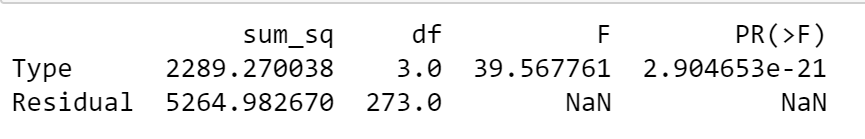 sum_sq df F PR(>F)
Type 2289.270038 3.0 39.567761 2.904653e-21
Residual 5264.982670 273.0 NaN NaN